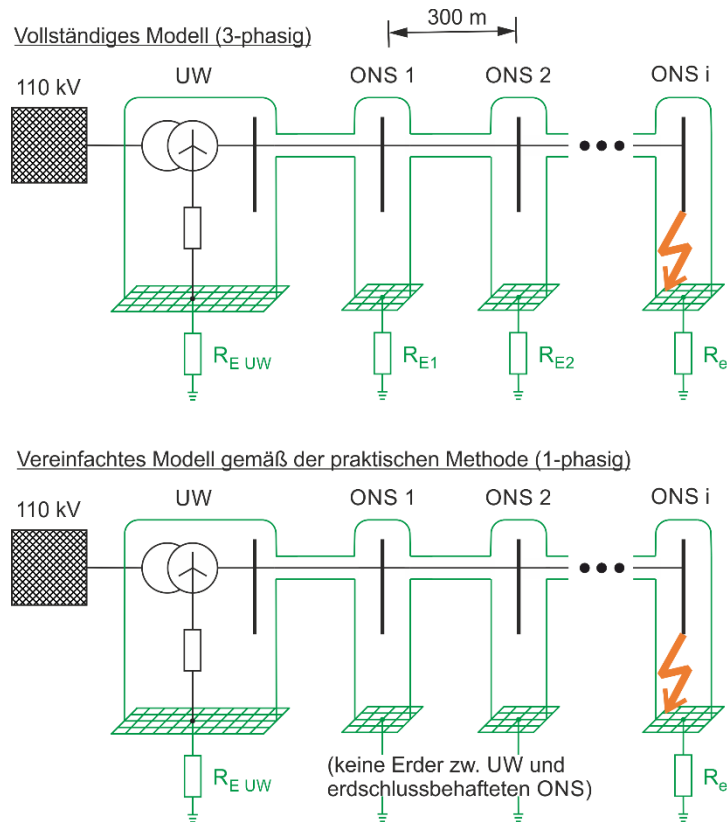 300 m
Vollständiges Modell (3-phasig)
110 kV
UW
ONS 1
ONS 2
ONS i
R_E UW
R_E1
R_E2
R_e
Vereinfachtes Modell gemäß der praktischen Methode (1-phasig)
110 kV
UW
ONS 1
ONS 2
ONS i
R_E UW
(keine Erder zw. UW und
erdschlussbehafteten ONS)
R_e